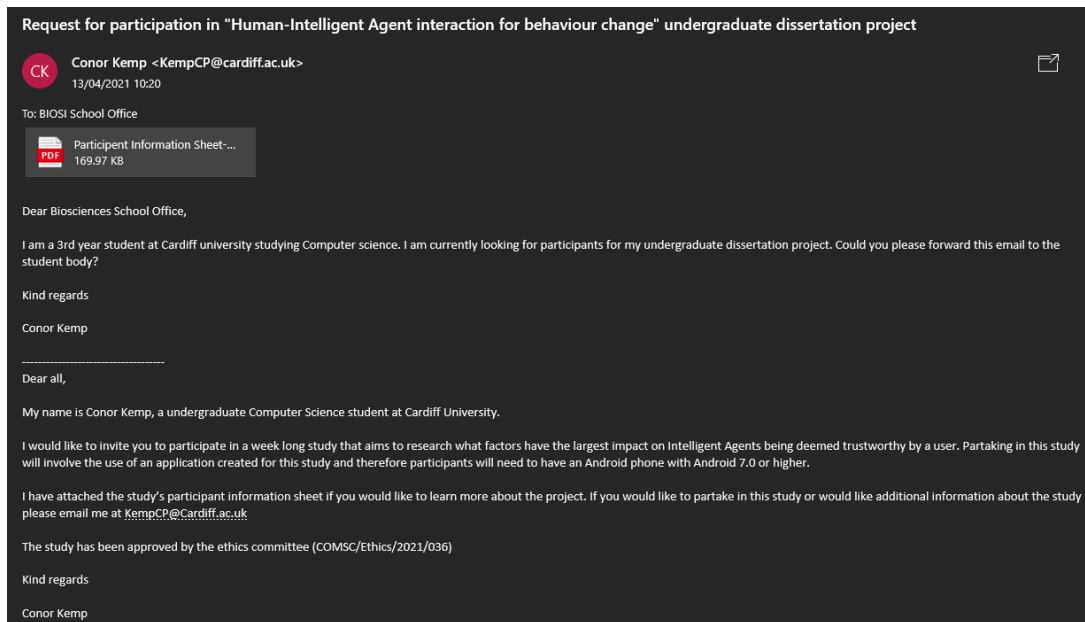 Request for participation in "Human-Intelligent Agent interaction for behaviour change" undergraduate dissertation project
CK
Conor Kemp <KempCP@cardiff.ac.uk>
13/04/2021 10:20
To: BIOSI School Office
PDF
Participent Information Sheet-...
169.97 KB
Dear Biosciences School Office,
I am a 3rd year student at Cardiff university studying Computer science. I am currently looking for participants for my undergraduate dissertation project. Could you please forward this email to the
student body?
Kind regards
Conor Kemp
-----------------------------------
Dear all,
My name is Conor Kemp, a undergraduate Computer Science student at Cardiff University.
I would like to invite you to participate in a week long study that aims to research what factors have the largest impact on Intelligent Agents being deemed trustworthy by a user. Partaking in this study
will involve the use of an application created for this study and therefore participants will need to have an Android phone with Android 7.0 or higher.
I have attached the study's participant information sheet if you would like to learn more about the project. If you would like to partake in this study or would like additional information about the study
please email me at KempCP@Cardiff.ac.uk
The study has been approved by the ethics committee (COMSC/Ethics/2021/036)
Kind regards
Conor Kemp